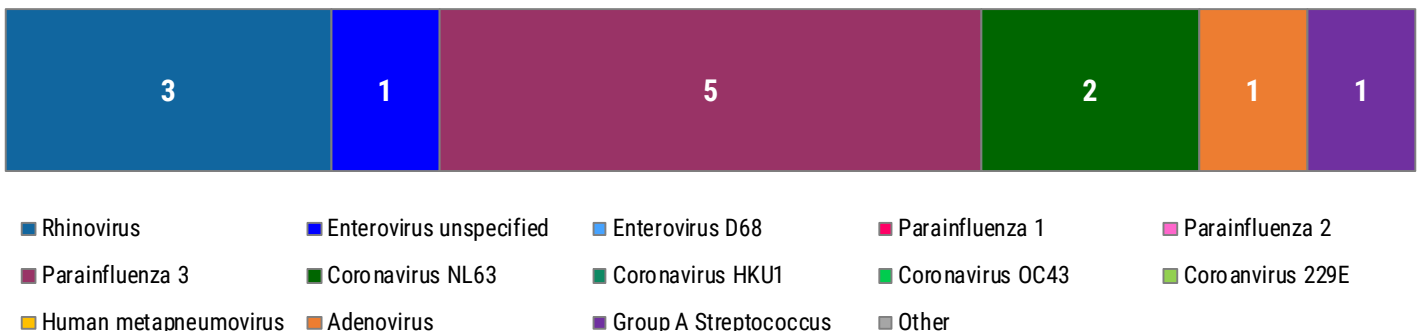 3 1 5 2 1 1
Rhinovirus Enterovirus unspecified Enterovirus D68 Parainfluenza 1 Parainfluenza 2
Parainfluenza 3 Coronavirus NL63 Coronavirus HKU1 Coronavirus OC43 Coroanvirus 229E
Human metapneumovirus Adenovirus Group A Streptococcus Other